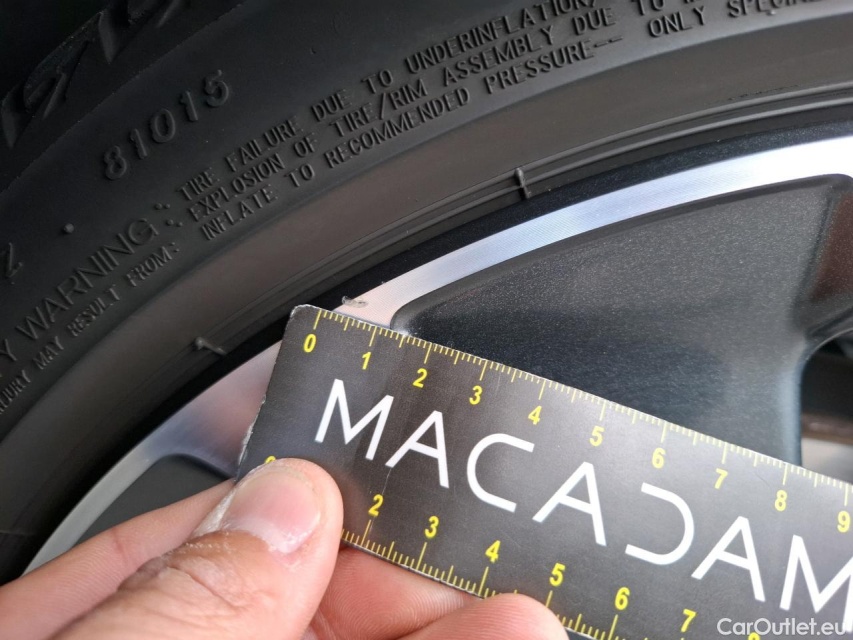 81015
WARNING:
TIRE FAILURE DUE TO UNDERINFLATION
EXPLOSION OF TIRE/RIM ASSEMBLY DUE TO
INFLATE TO RECOMMENDED PRESSURE-- ONLY SPECI
MAY RESULT FROM:
0 1 2 3 4 5 6 7 8 9
MACADAM
2 3 4 5 6 7 8
CarOutlet.eu